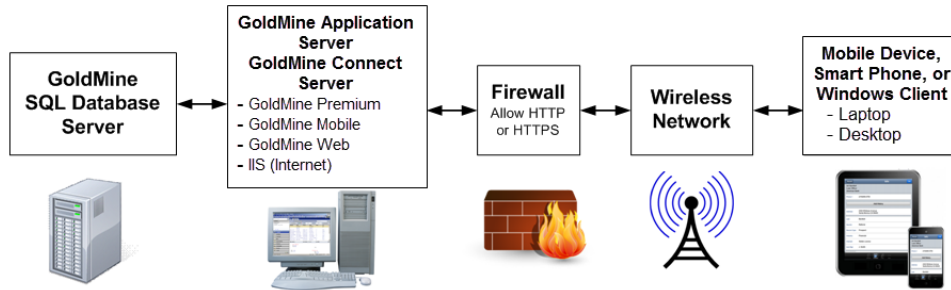 GoldMine
SQL Database
Server
GoldMine Application
Server
GoldMine Connect
Server
- GoldMine Premium
- GoldMine Mobile
- GoldMine Web
- IIS (Internet)
Firewall
Allow HTTP
or HTTPS
Wireless
Network
Mobile Device,
Smart Phone, or
Windows Client
- Laptop
- Desktop